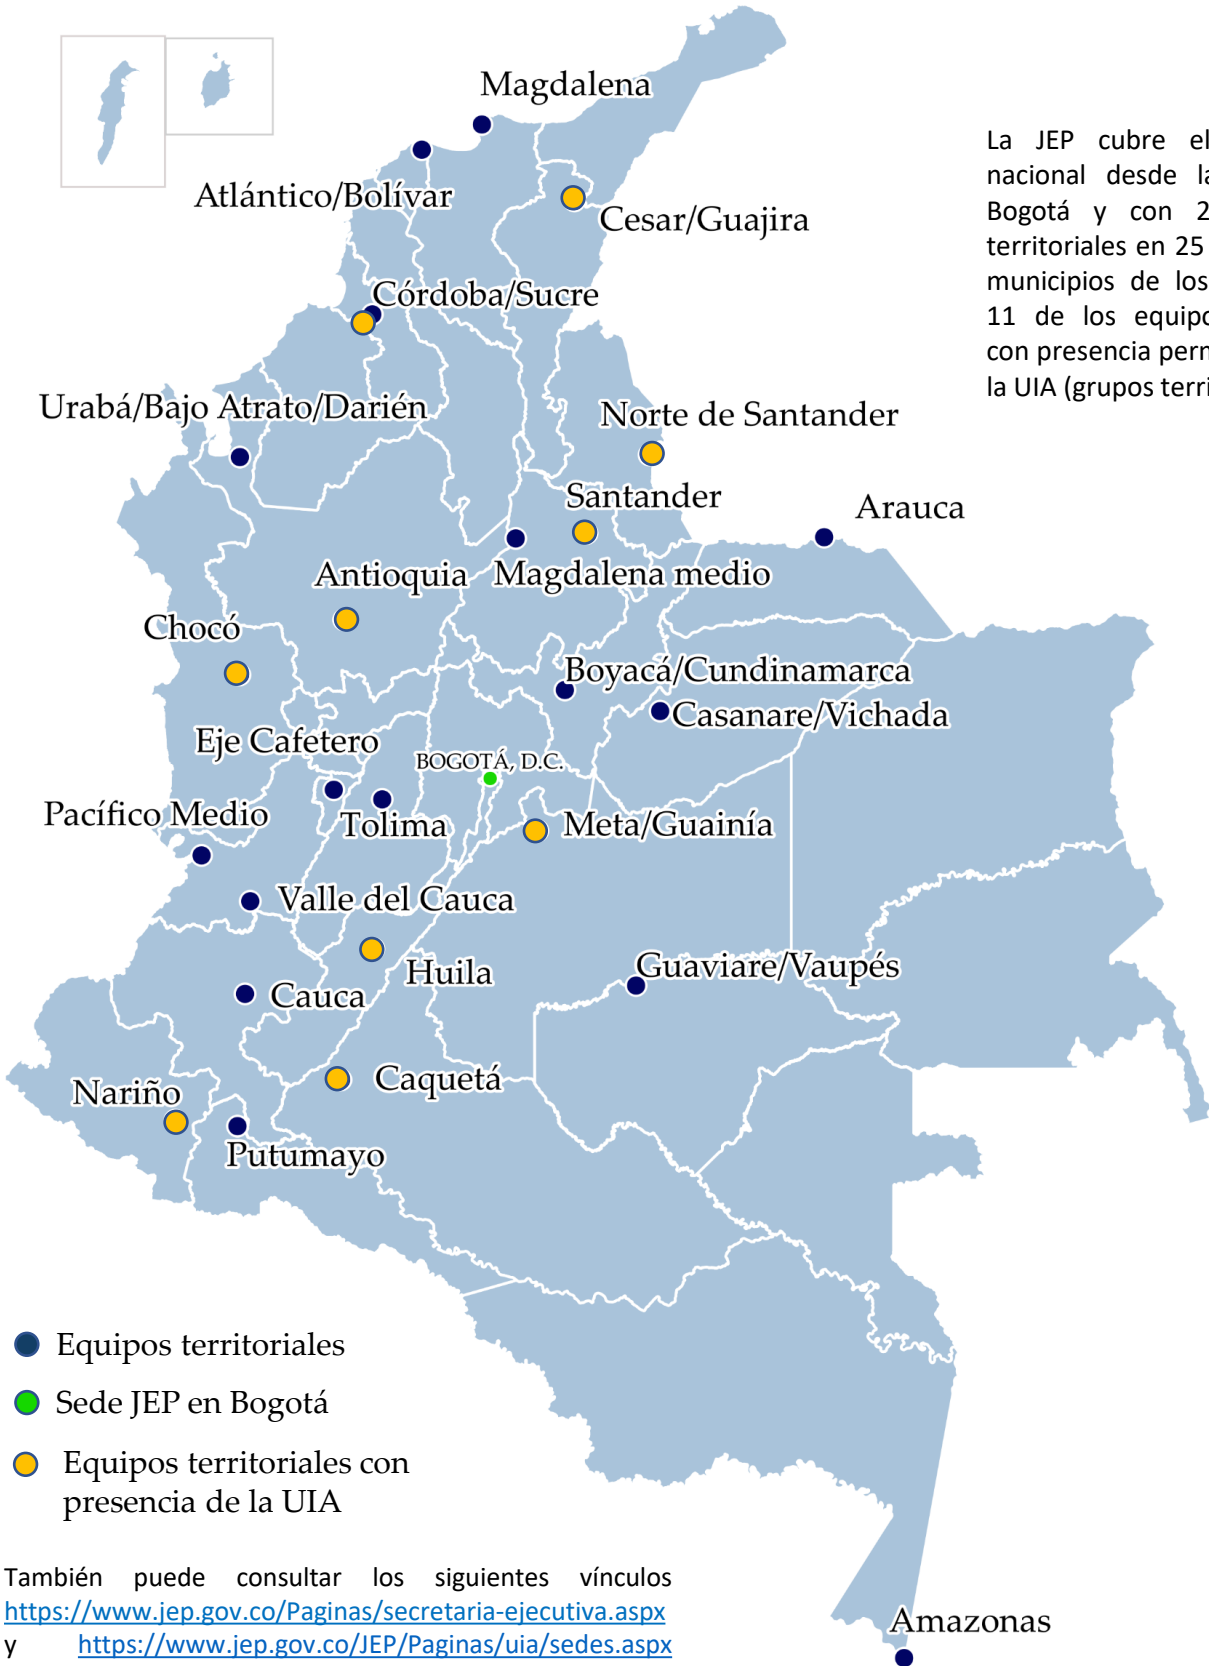 Magdalena
Atlántico/Bolívar
Cesar/Guajira
Córdoba/Sucre
Urabá/Bajo Atrato/Darién
Norte de Santander
Santander
Arauca
Antioquia
Magdalena medio
Chocó
Boyacá/Cundinamarca
Casanare/Vichada
Eje Cafetero
BOGOTÁ, D.C.
Pacífico Medio
Tolima
Meta/Guainía
Valle del Cauca
Huila
Guaviare/Vaupés
Cauca
Caquetá
Nariño
Putumayo
Amazonas
La JEP cubre el
nacional desde la
Bogotá y con 2
territoriales en 25
municipios de los
11 de los equipo
con presencia
la UIA (grupos
Equipos territoriales
Sede JEP en Bogotá
Equipos territoriales con
presencia de la UIA
También puede consultar los siguientes vínculos
https://www.jep.gov.co/Paginas/secretaria-ejecutiva.aspx
y https://www.jep.gov.co/JEP/Paginas/uia/sedes.aspx